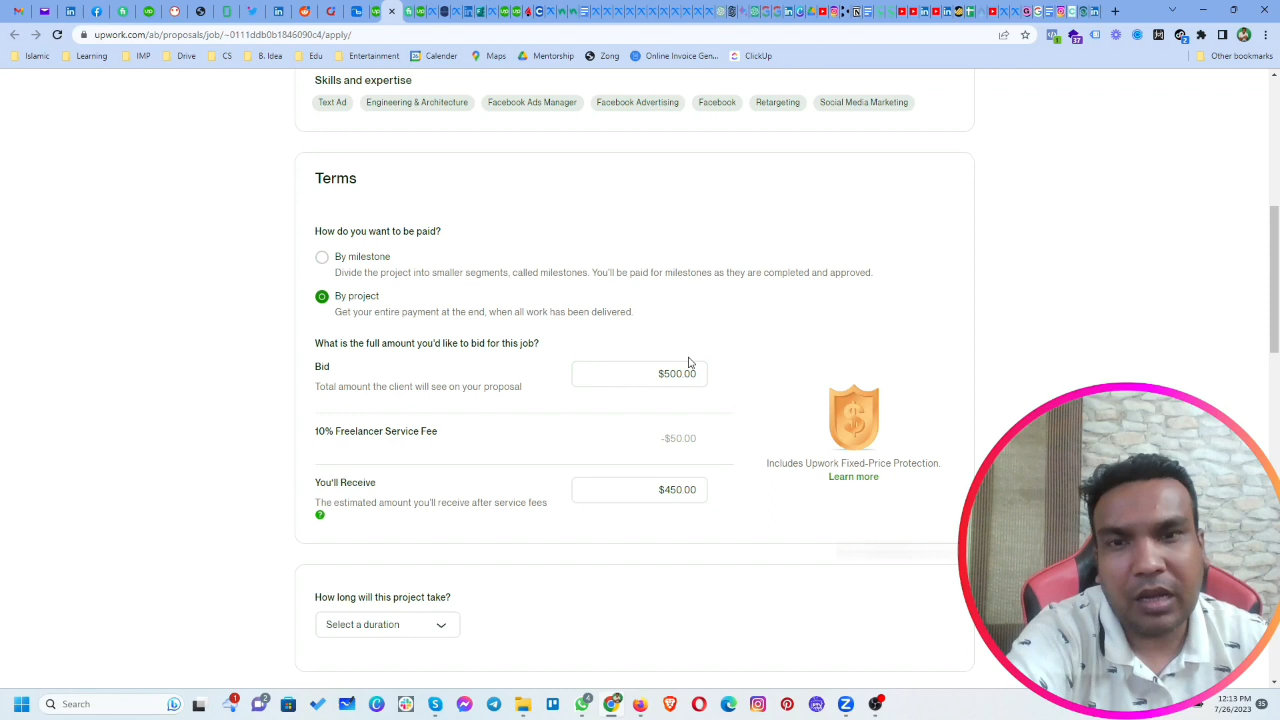 upwork.com/ab/proposals/job/~0111ddb0b1846090c4/apply/
Islamic Learning IMP Drive CS B. Idea Edu Entertainment Calender Maps Mentorship Zong Online Invoice Gen... ClickUp Other bookmarks
Skills and expertise
Text Ad Engineering & Architecture Facebook Ads Manager Facebook Advertising Facebook Retargeting Social Media Marketing
Terms
How do you want to be paid?
By milestone
Divide the project into smaller segments, called milestones. You'll be paid for milestones as they are completed and approved.
By project
Get your entire payment at the end, when all work has been delivered.
What is the full amount you'd like to bid for this job?
Bid
$500.00
Total amount the client will see on your proposal
10% Freelancer Service Fee
-$50.00
Includes Upwork Fixed-Price Protection.
Learn more
You'll Receive
$450.00
The estimated amount you'll receive after service fees
How long will this project take?
Select a duration
Search
12:13 PM
7/26/2023